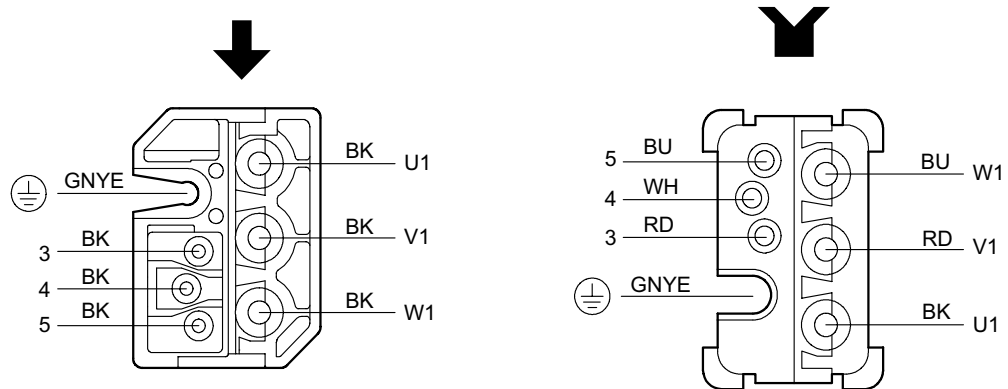 BK U1
GNYE
BK V1
3 BK
4 BK
5 BK
BK W1
5 BU
BU W1
4 WH
3 RD
RD V1
GNYE
BK U1